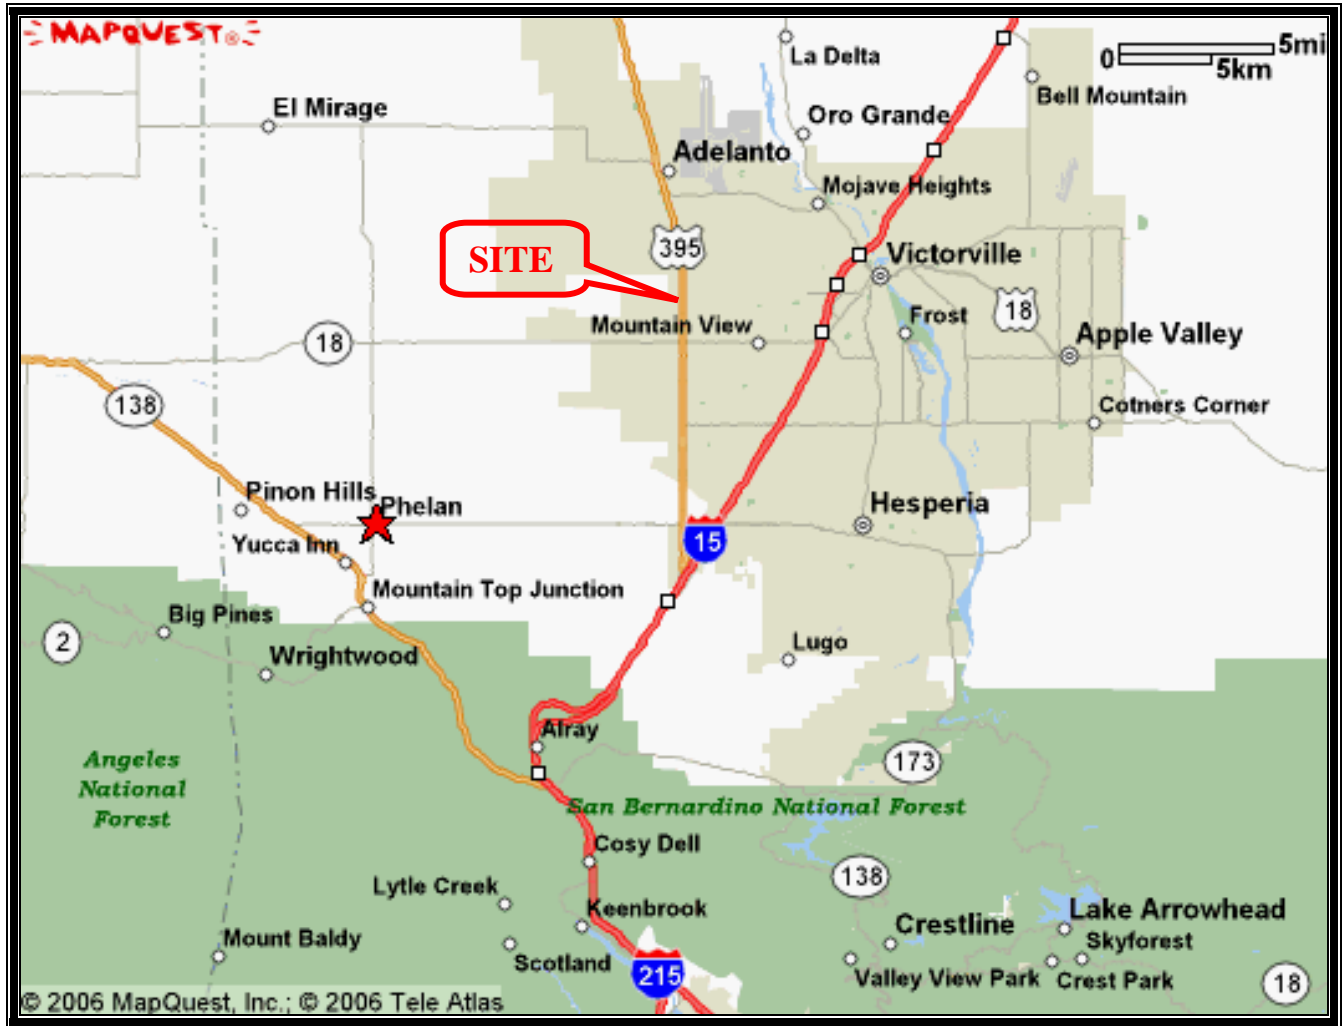 MAPQUEST®
La Delta
0 5mi
5km
Bell Mountain
El Mirage
Oro Grande
Adelanto
Mojave Heights
SITE
395
Victorville
18
Frost
Mountain View
18
Apple Valley
138
Cotners Corner
Pinon Hills
Phelan
Hesperia
Yucca Inn
15
Mountain Top Junction
Big Pines
2
Wrightwood
Lugo
Alray
Angeles
National
Forest
173
San Bernardino National Forest
Cosy Dell
138
Lytle Creek
Keenbrook
Lake Arrowhead
Crestline
Mount Baldy
Skyforest
Scotland
215
Valley View Park
Crest Park
18
© 2006 MapQuest, Inc.; © 2006 Tele Atlas